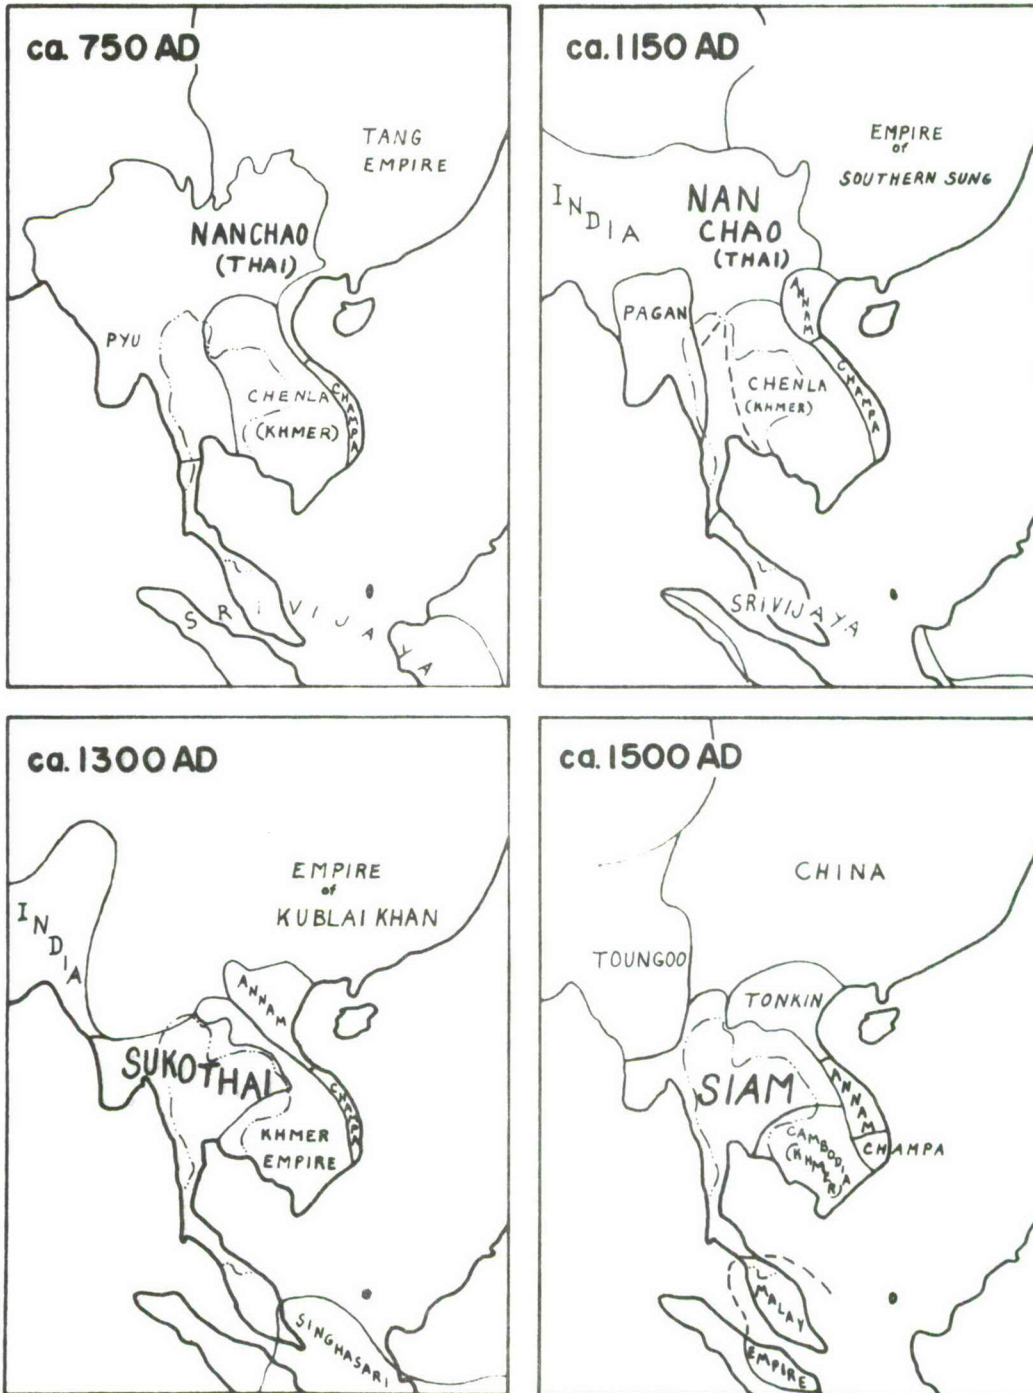 ca. 750 AD
TANG
EMPIRE
NANCHAO
(THAI)
PYU
CHENLA
(KHMER)
CHAMPA
SRIVIJAYA
ca. 1150 AD
EMPIRE
of
SOUTHERN SUNG
INDIA
NAN
CHAO
(THAI)
ANNAM
PAGAN
CHENLA
(KHMER)
CHAMPA
SRIVIJAYA
ca. 1300 AD
EMPIRE
of
KUBLAI KHAN
INDIA
ANNAM
SUKOTHAI
CHAMPA
KHMER
EMPIRE
SINGHASARI
ca. 1500 AD
CHINA
TOUNGOO
TONKIN
SIAM
ANNAM
CAMBODIA
(KHMER)
CHAMPA
MALAY
EMPIRE